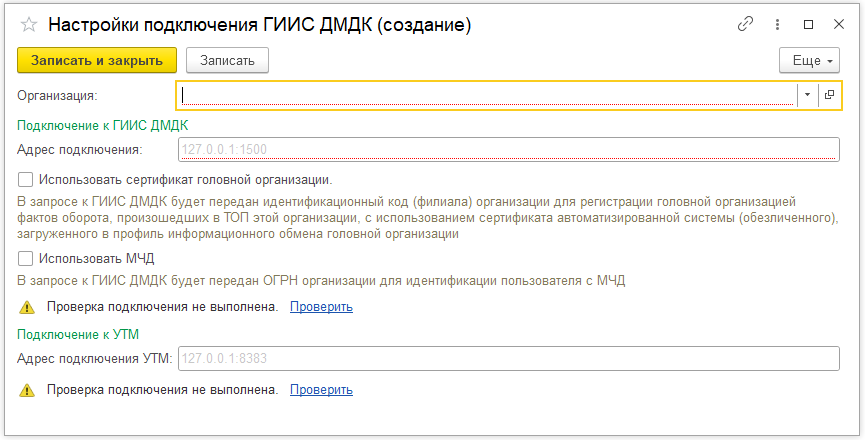 Настройки подключения ГИИС ДМДК (создание)
Записать и закрыть
Записать
Еще
Организация:
Подключение к ГИИС ДМДК
Адрес подключения: 127.0.0.1:1500
Использовать сертификат головной организации.
В запросе к ГИИС ДМДК будет передан идентификационный код (филиала) организации для регистрации головной организацией
фактов оборота, произошедших в ТОП этой организации, с использованием сертификата автоматизированной системы (обезличенного),
загруженного в профиль информационного обмена головной организации
Использовать МЧД
В запросе к ГИИС ДМДК будет передан ОГРН организации для идентификации пользователя с МЧД
Проверка подключения не выполнена. Проверить
Подключение к УТМ
Адрес подключения УТМ: 127.0.0.1:8383
Проверка подключения не выполнена. Проверить